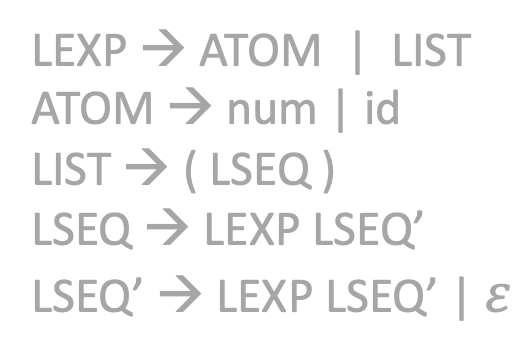 LEXP → ATOM | LIST
ATOM → num | id
LIST → ( LSEQ )
LSEQ → LEXP LSEQ’
LSEQ’ → LEXP LSEQ’ | ε